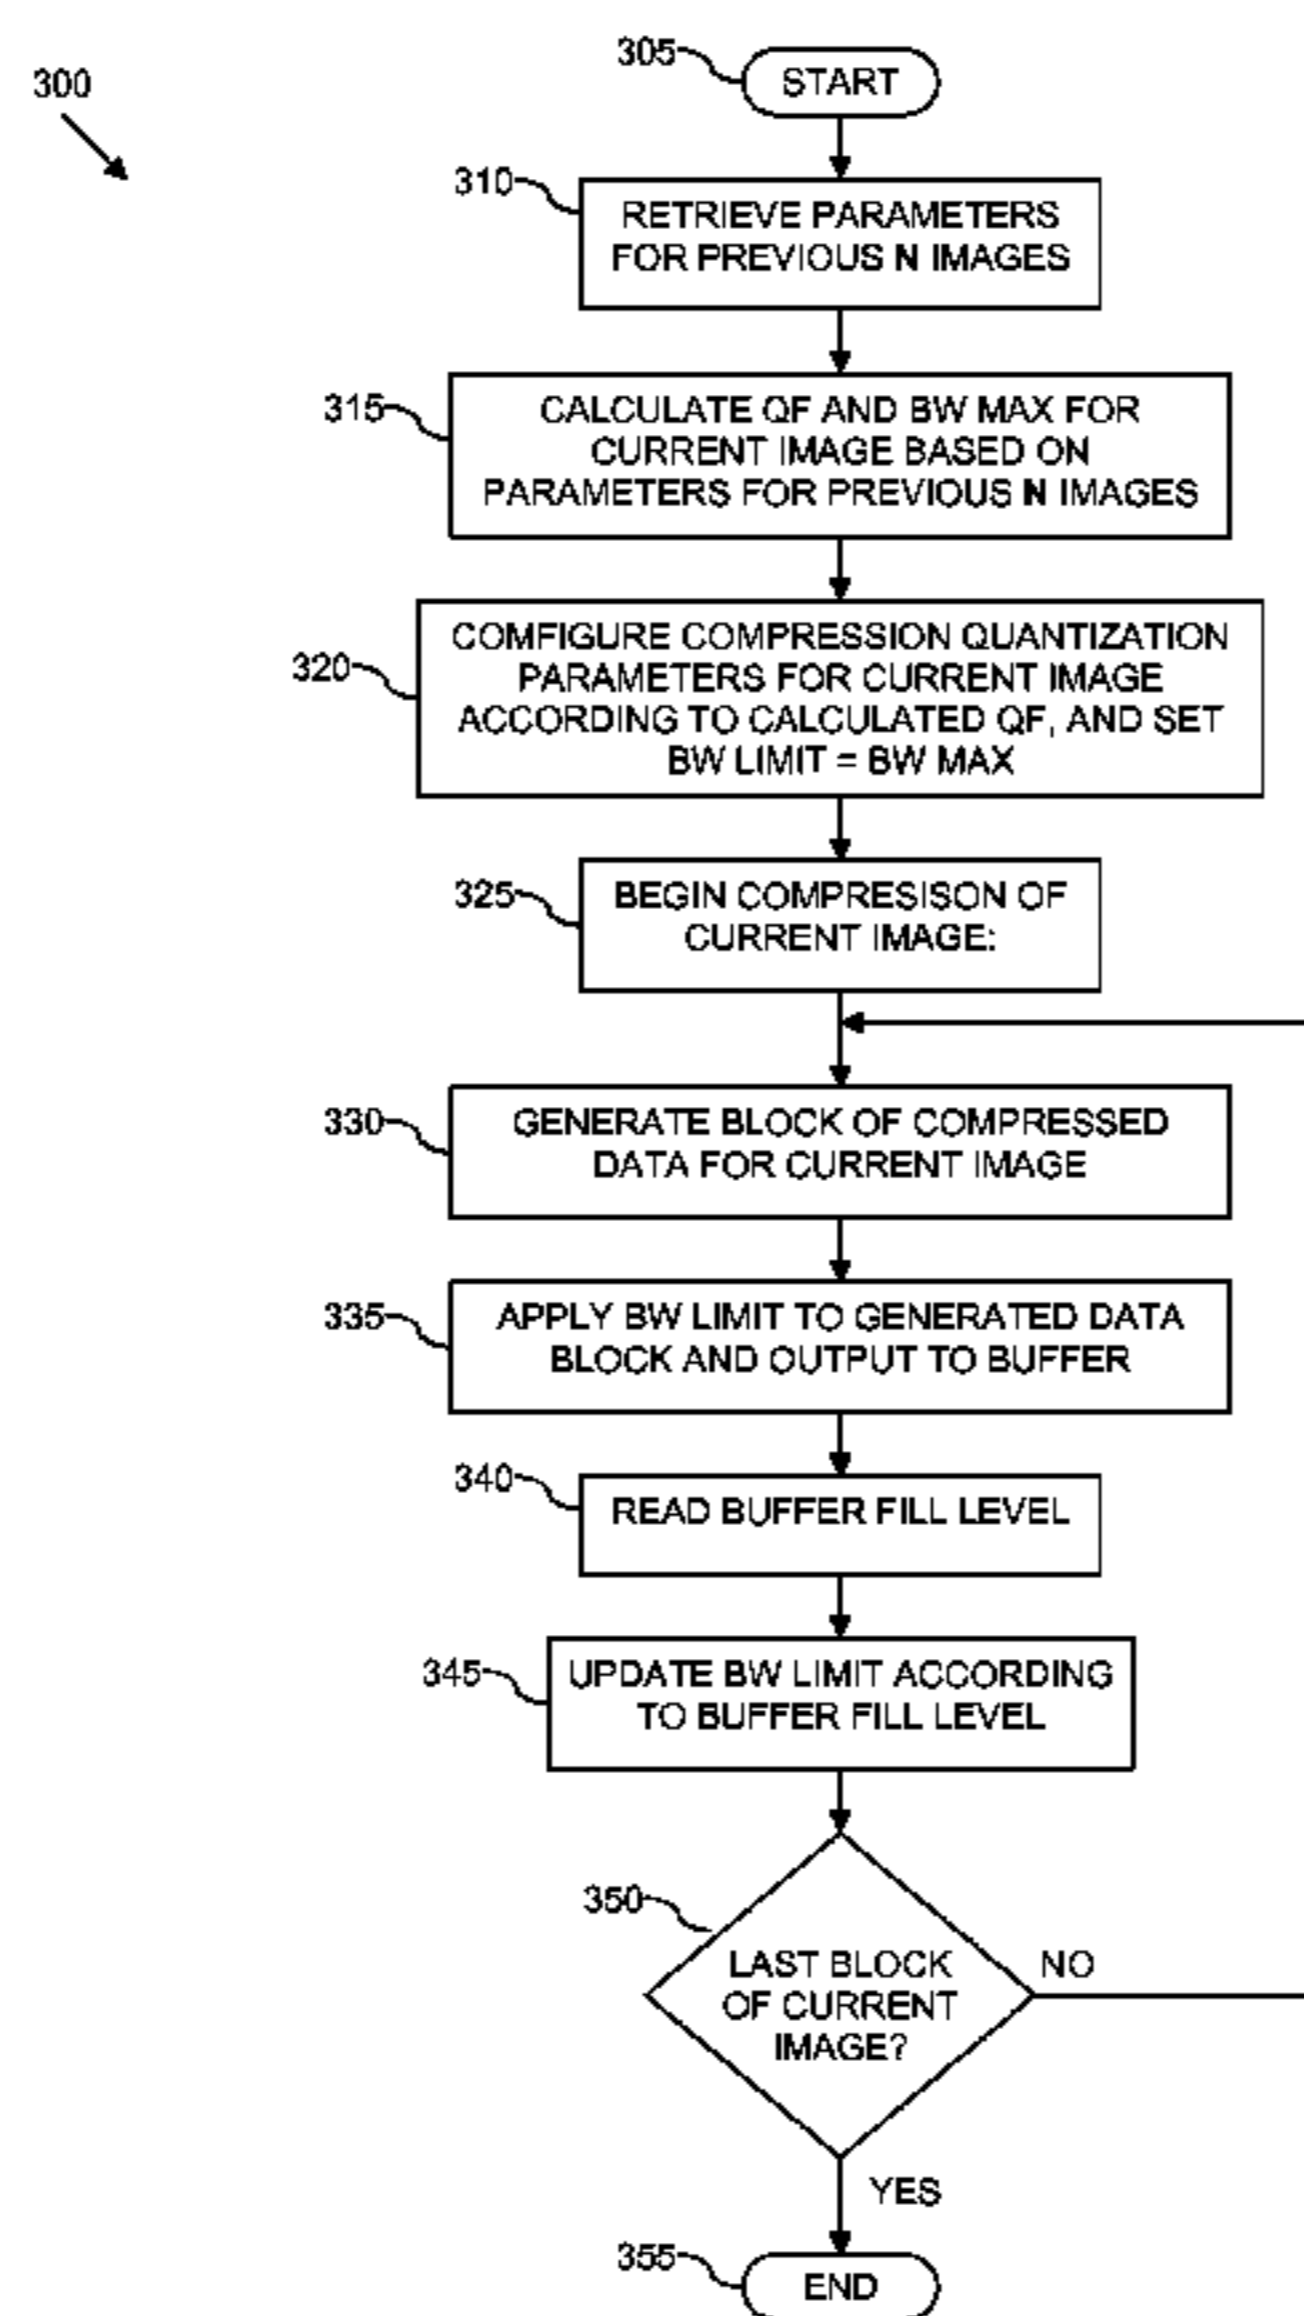 300
305
START
310
RETRIEVE PARAMETERS
FOR PREVIOUS N IMAGES
315
CALCULATE QF AND BW MAX FOR
CURRENT IMAGE BASED ON
PARAMETERS FOR PREVIOUS N IMAGES
320
COMFIGURE COMPRESSION QUANTIZATION
PARAMETERS FOR CURRENT IMAGE
ACCORDING TO CALCULATED QF, AND SET
BW LIMIT = BW MAX
325
BEGIN COMPRESISON OF
CURRENT IMAGE:
330
GENERATE BLOCK OF COMPRESSED
DATA FOR CURRENT IMAGE
335
APPLY BW LIMIT TO GENERATED DATA
BLOCK AND OUTPUT TO BUFFER
340
READ BUFFER FILL LEVEL
345
UPDATE BW LIMIT ACCORDING
TO BUFFER FILL LEVEL
350
LAST BLOCK
OF CURRENT
IMAGE?
NO
YES
355
END